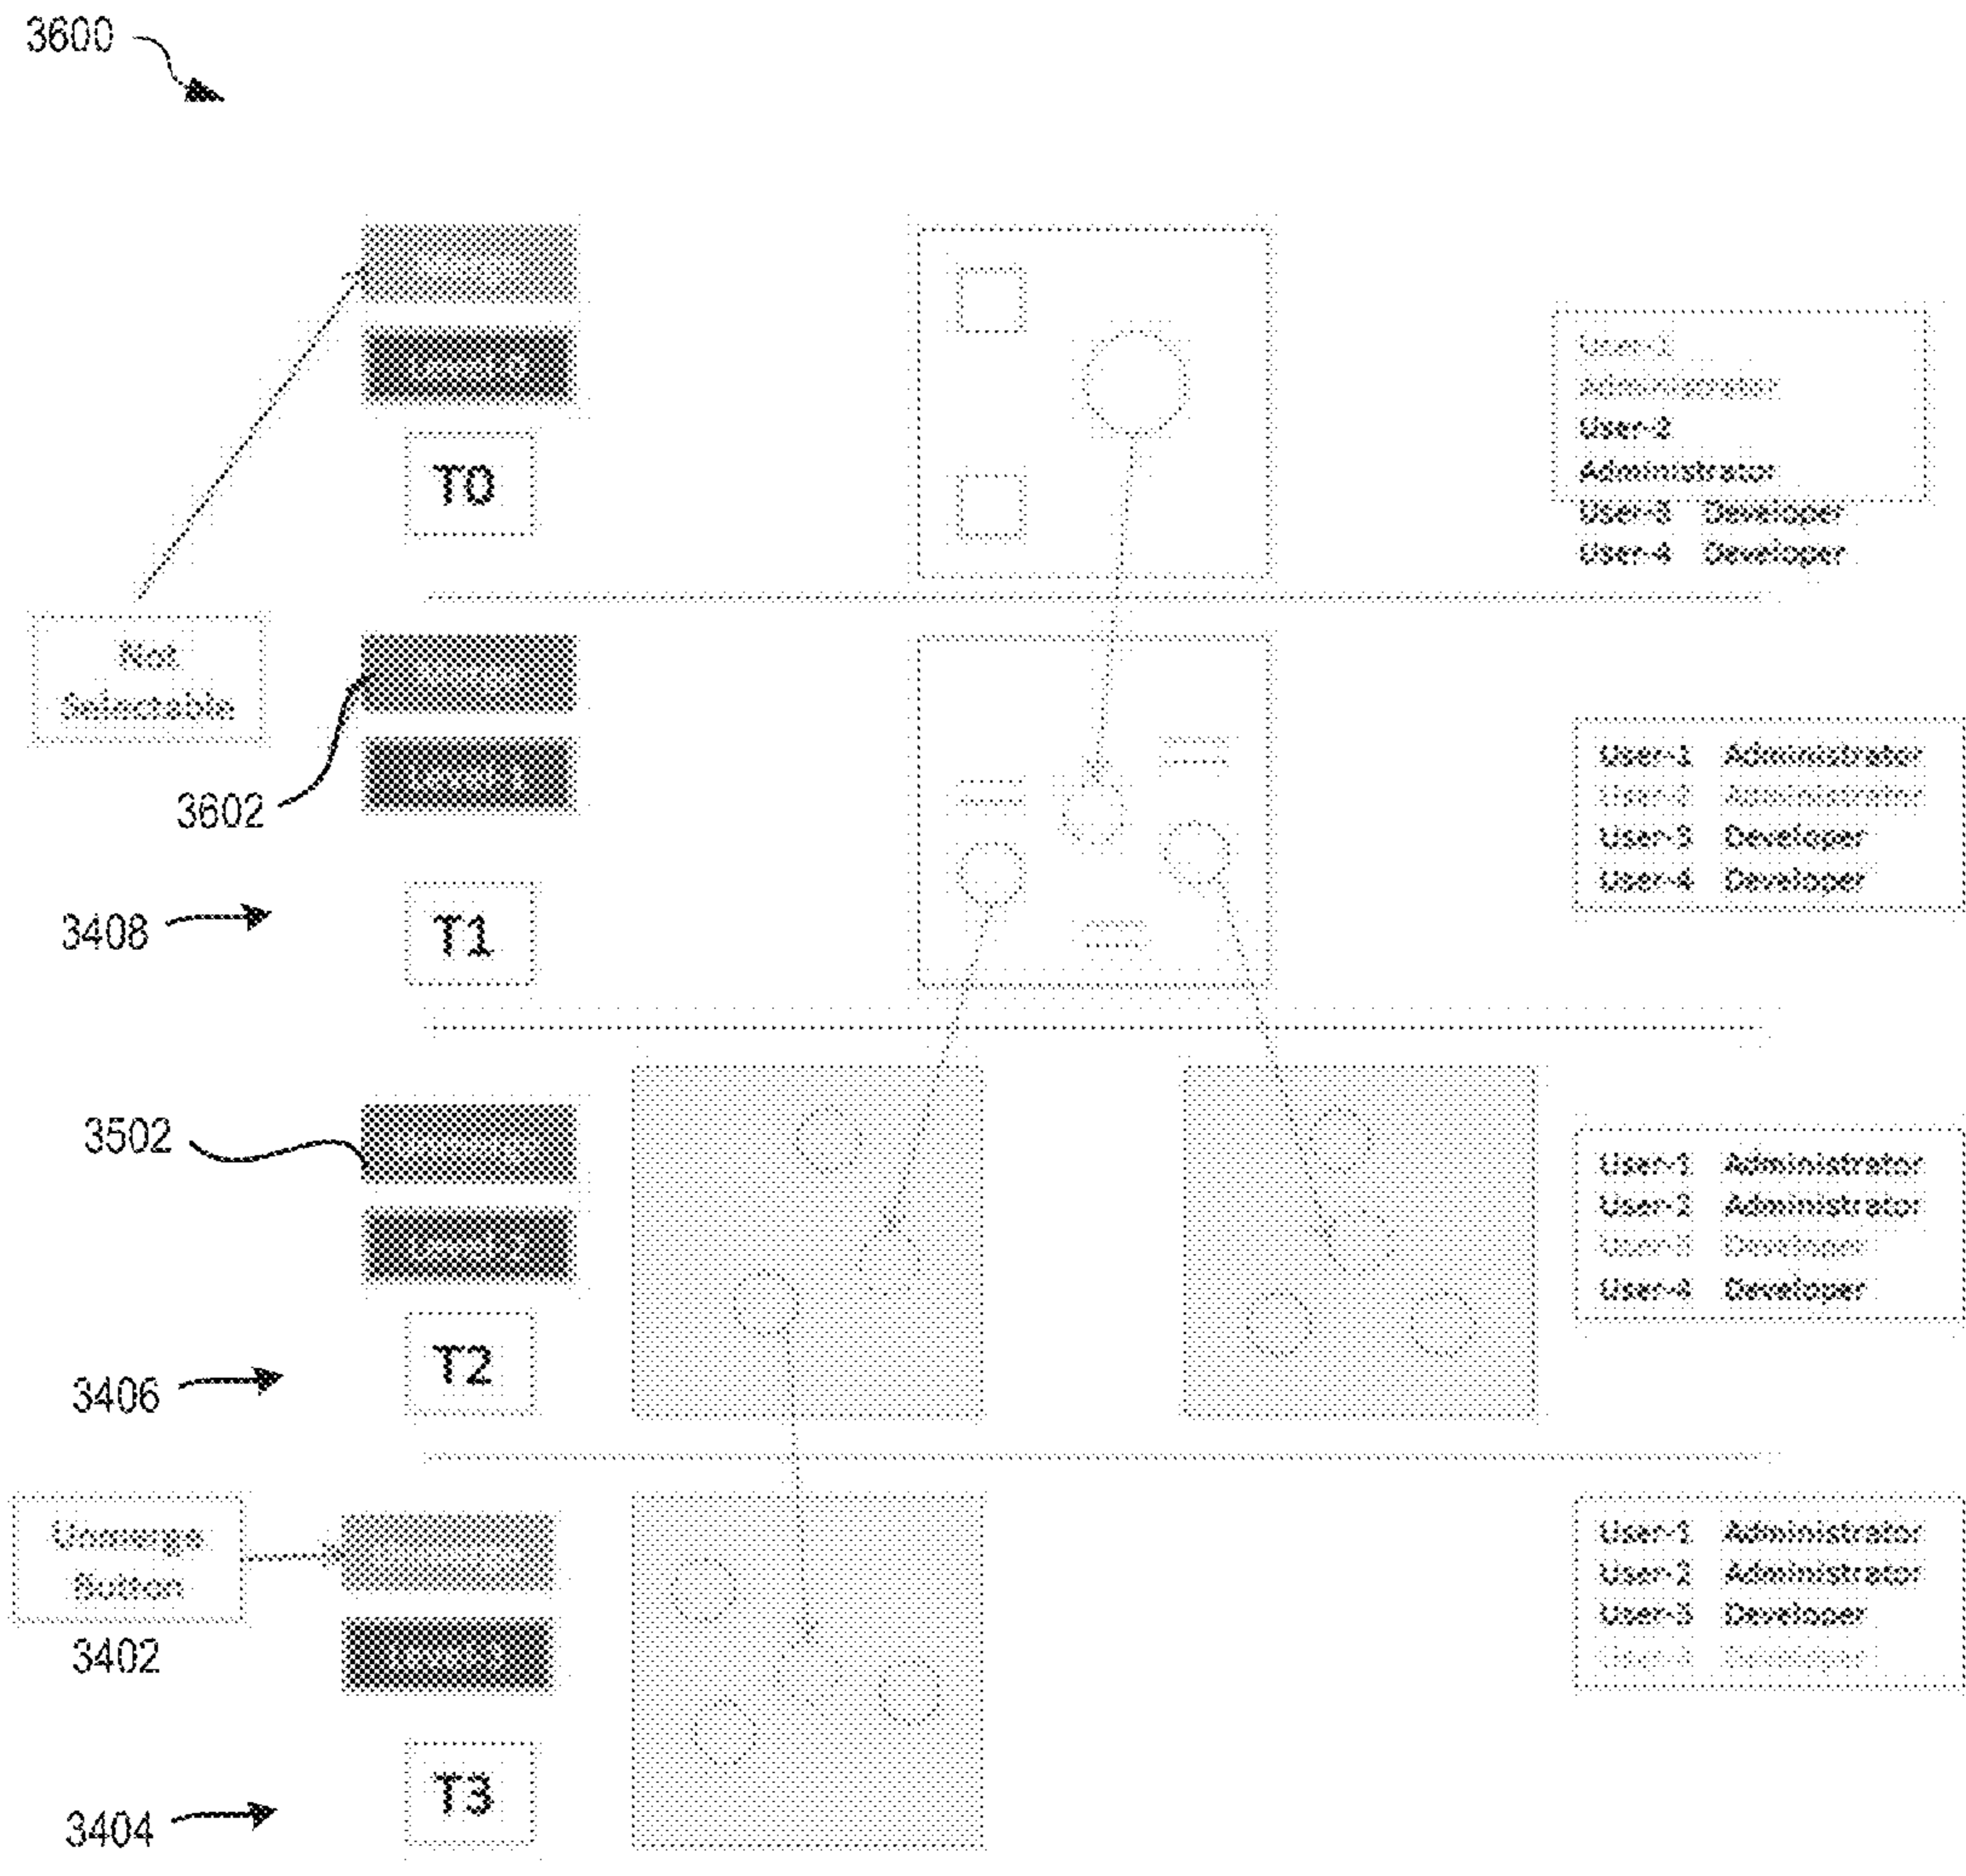 3600
T0
User-1
Administrator
User-2
Administrator
User-3 Developer
User-4 Developer
Not
Selectable
3602
3408
T1
User-1 Administrator
User-2 Administrator
User-3 Developer
User-4 Developer
3502
3406
T2
User-1 Administrator
User-2 Administrator
User-3 Developer
User-4 Developer
Unmerge
Button
3402
3404
T3
User-1 Administrator
User-2 Administrator
User-3 Developer
User-4 Developer